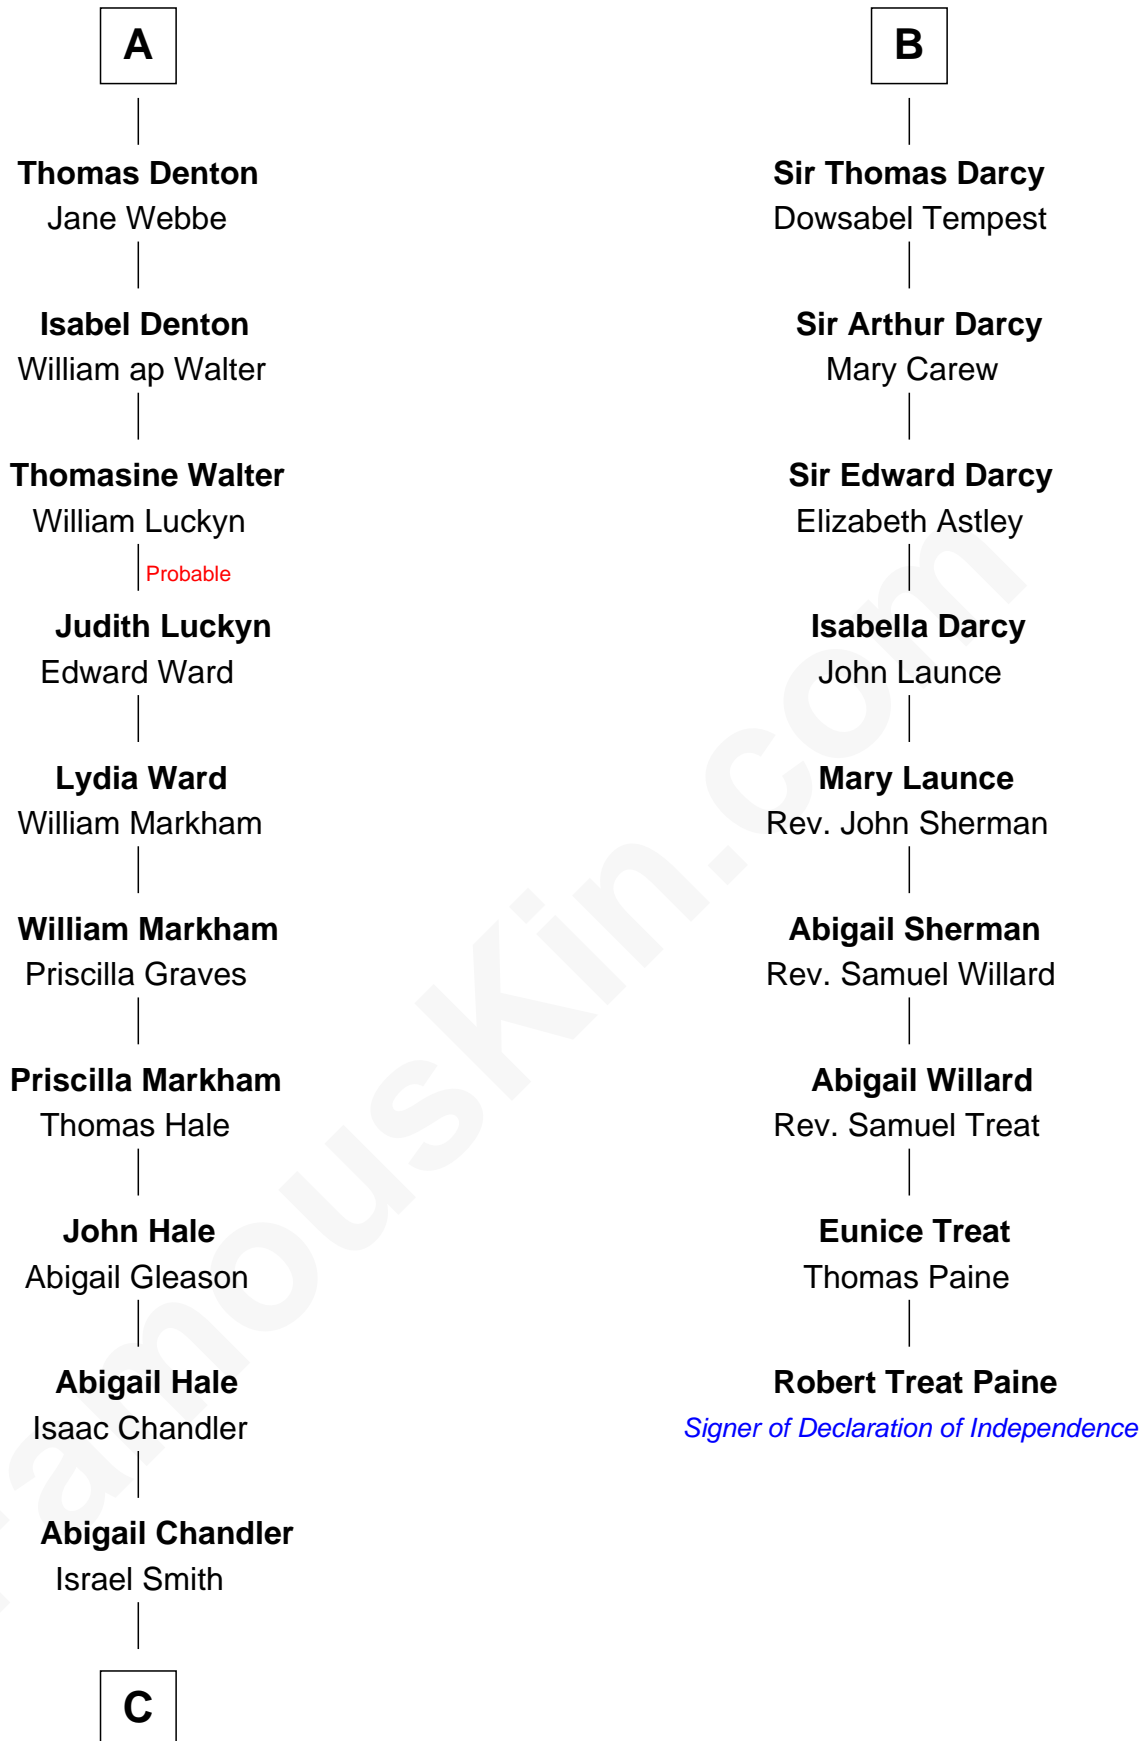 A
Thomas Denton
Jane Webbe
Isabel Denton
William ap Walter
Thomasine Walter
William Luckyn
Probable
Judith Luckyn
Edward Ward
Lydia Ward
William Markham
William Markham
Priscilla Graves
Priscilla Markham
Thomas Hale
John Hale
Abigail Gleason
Abigail Hale
Isaac Chandler
Abigail Chandler
Israel Smith
C
B
Sir Thomas Darcy
Dowsabel Tempest
Sir Arthur Darcy
Mary Carew
Sir Edward Darcy
Elizabeth Astley
Isabella Darcy
John Launce
Mary Launce
Rev. John Sherman
Abigail Sherman
Rev. Samuel Willard
Abigail Willard
Rev. Samuel Treat
Eunice Treat
Thomas Paine
Robert Treat Paine
Signer of Declaration of Independence
FamousKin.com